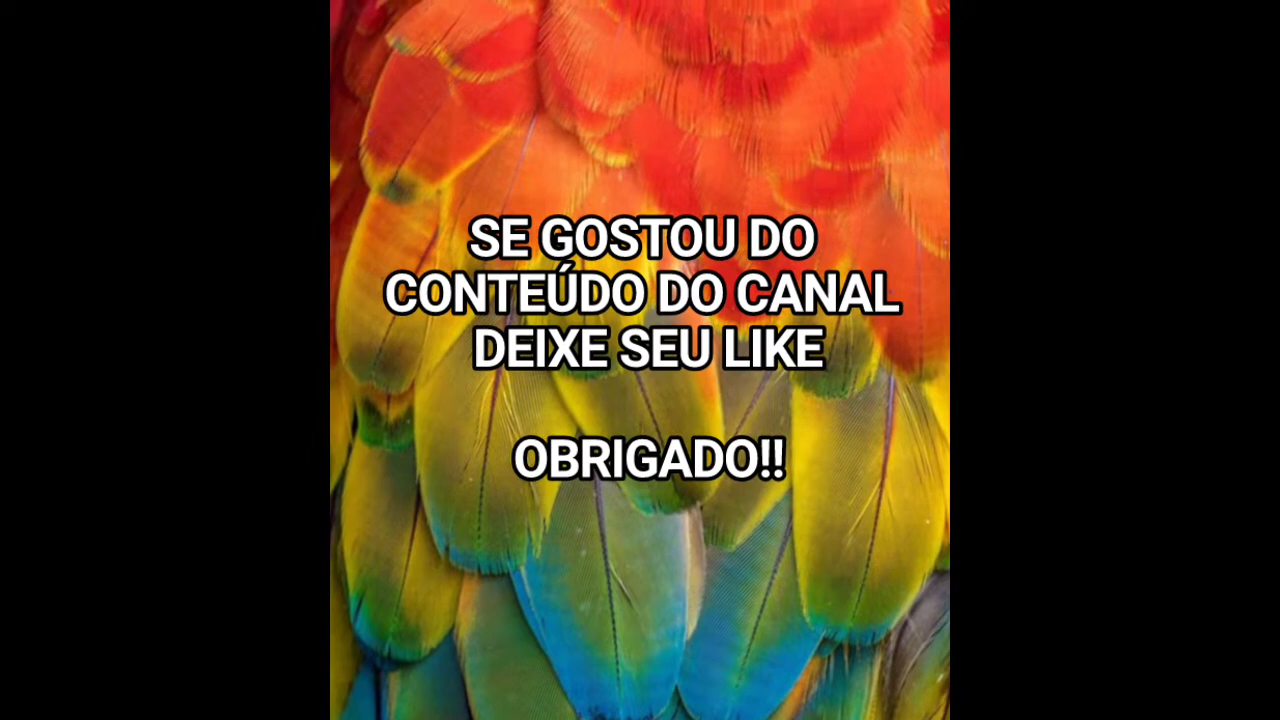 SE GOSTOU DO
CONTEÚDO DO CANAL
DEIXE SEU LIKE
OBRIGADO!!